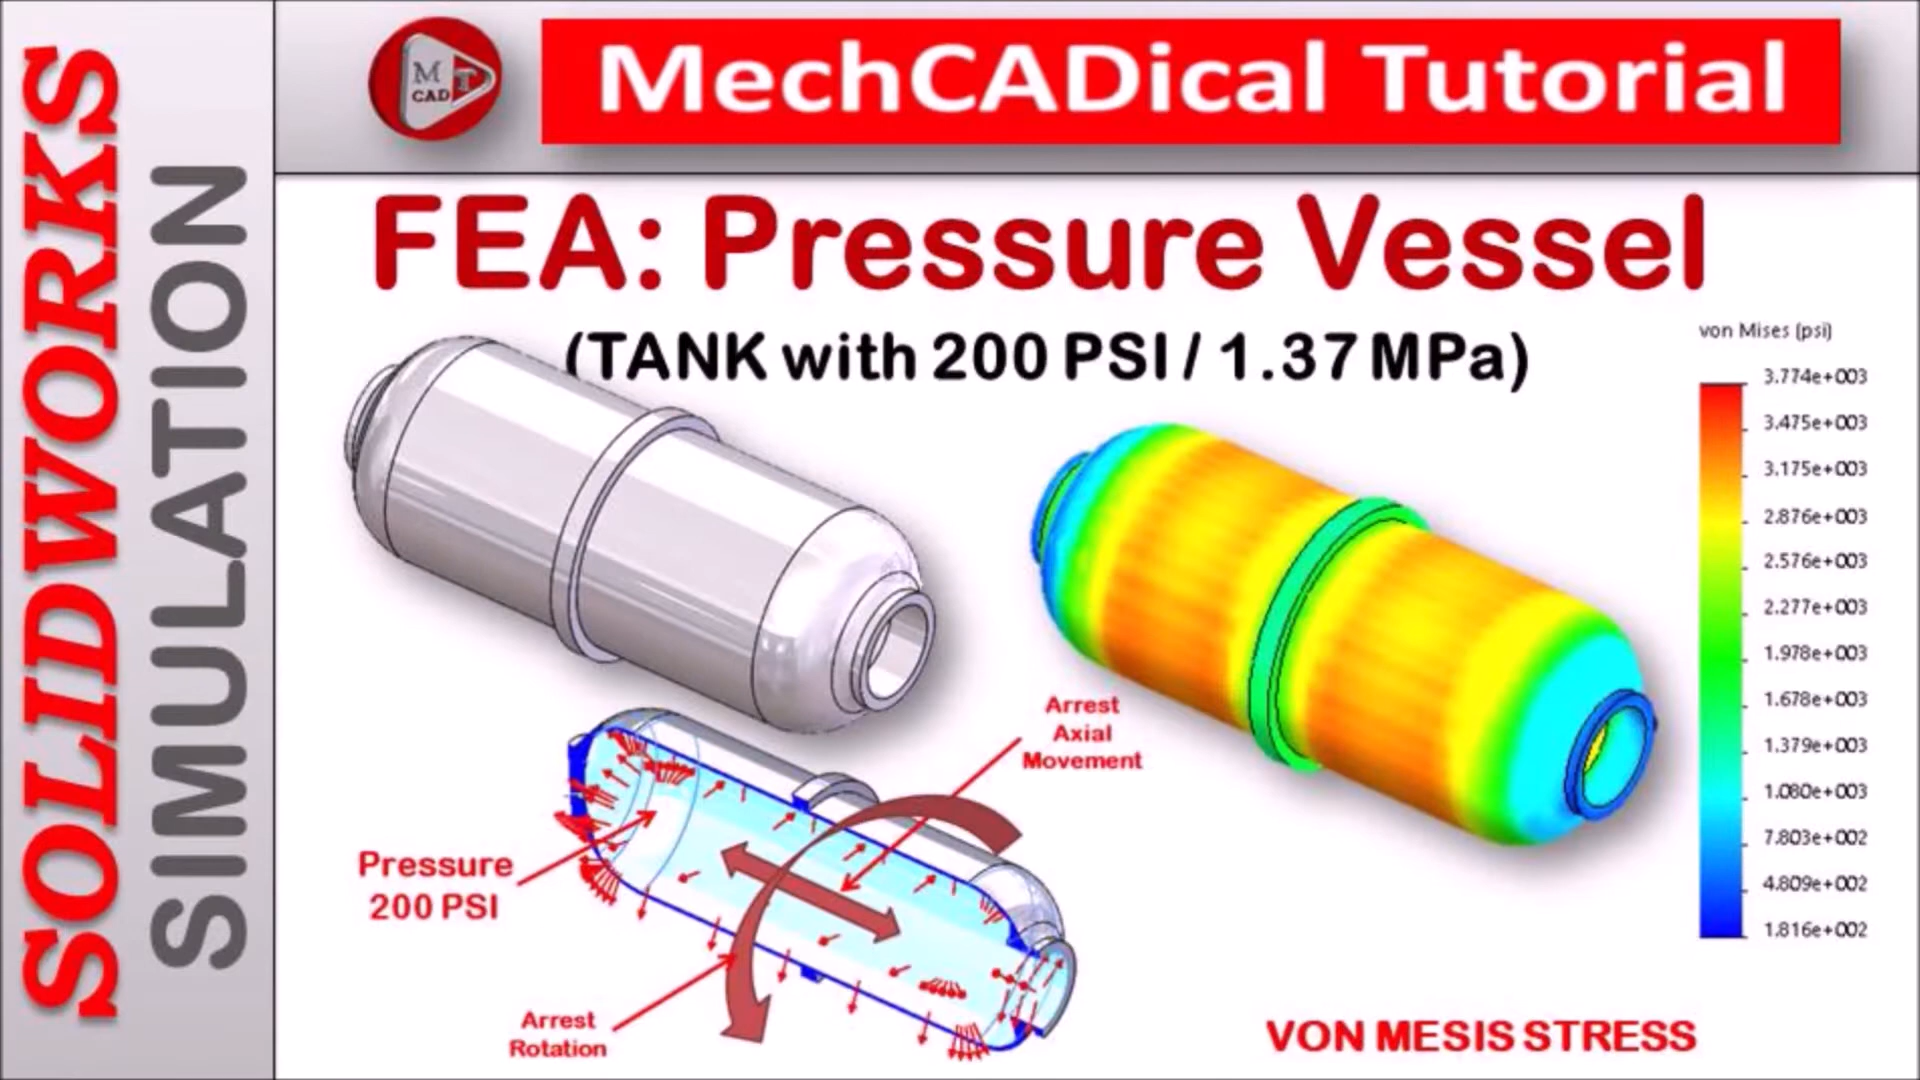 SOLIDWORKS
SIMULATION
MT
CAD
MechCADical Tutorial
FEA: Pressure Vessel
(TANK with 200 PSI / 1.37 MPa)
von Mises (psi)
3.774e+003
3.475e+003
3.175e+003
2.876e+003
2.576e+003
2.277e+003
1.978e+003
1.678e+003
1.379e+003
1.080e+003
7.803e+002
4.809e+002
1.816e+002
Arrest
Axial
Movement
Pressure
200 PSI
Arrest
Rotation
VON MESIS STRESS